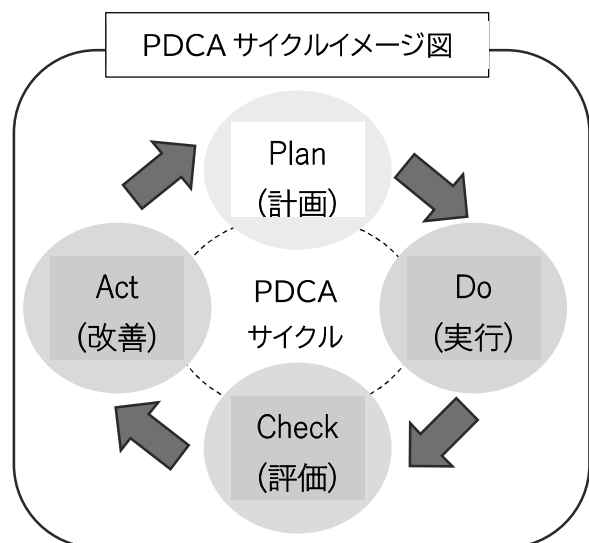 PDCA サイクルイメージ図
Plan
(計画)
Act
(改善)
PDCA
サイクル
Do
(実行)
Check
(評価)